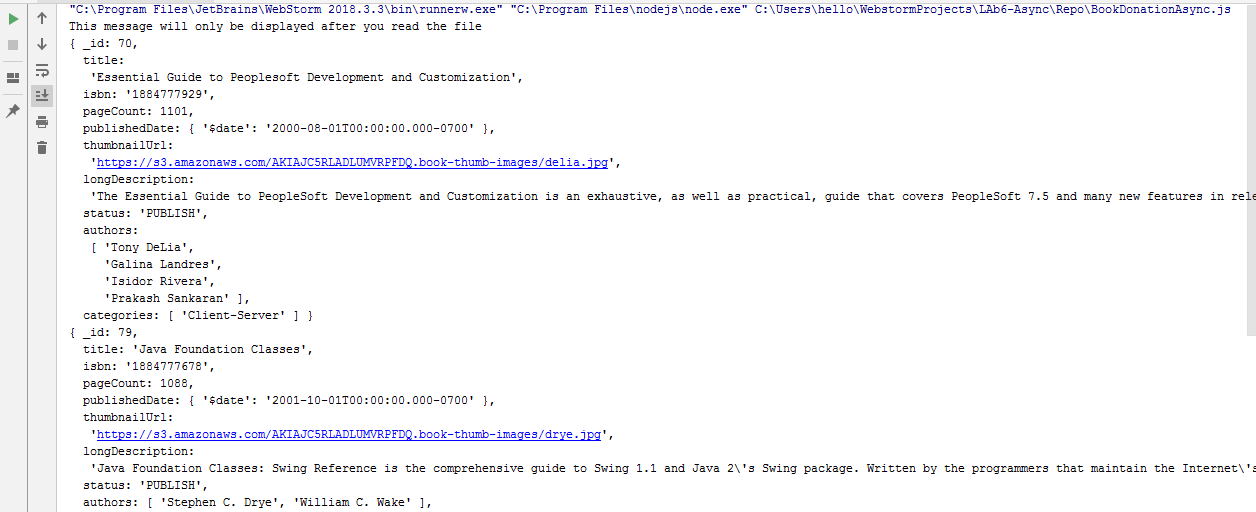 "C:\Program Files\JetBrains\WebStorm 2018.3.3\bin\runnerw.exe" "C:\Program Files\nodejs\node.exe" C:\Users\hello\WebstormProjects\LAb6-Async\Repo\BookDonationAsync.js
This message will only be displayed after you read the file
{ _id: 70,
title:
'Essential Guide to Peoplesoft Development and Customization',
isbn: '1884777929',
pageCount: 1101,
publishedDate: { '$date': '2000-08-01T00:00:00.000-0700' },
thumbnailUrl:
'https://s3.amazonaws.com/AKIAJC5RLADLUMVRPFDQ.book-thumb-images/delia.jpg',
longDescription:
'The Essential Guide to PeopleSoft Development and Customization is an exhaustive, as well as practical, guide that covers PeopleSoft 7.5 and many new features in rele
status: 'PUBLISH',
authors:
[ 'Tony DeLia',
'Galina Landres',
'Isidor Rivera',
'Prakash Sankaran' ],
categories: [ 'Client-Server' ] }
{ _id: 79,
title: 'Java Foundation Classes',
isbn: '1884777678',
pageCount: 1088,
publishedDate: { '$date': '2001-10-01T00:00:00.000-0700' },
thumbnailUrl:
'https://s3.amazonaws.com/AKIAJC5RLADLUMVRPFDQ.book-thumb-images/drye.jpg',
longDescription:
'Java Foundation Classes: Swing Reference is the comprehensive guide to Swing 1.1 and Java 2\'s Swing package. Written by the programmers that maintain the Internet\'s
status: 'PUBLISH',
authors: [ 'Stephen C. Drye', 'William C. Wake' ],